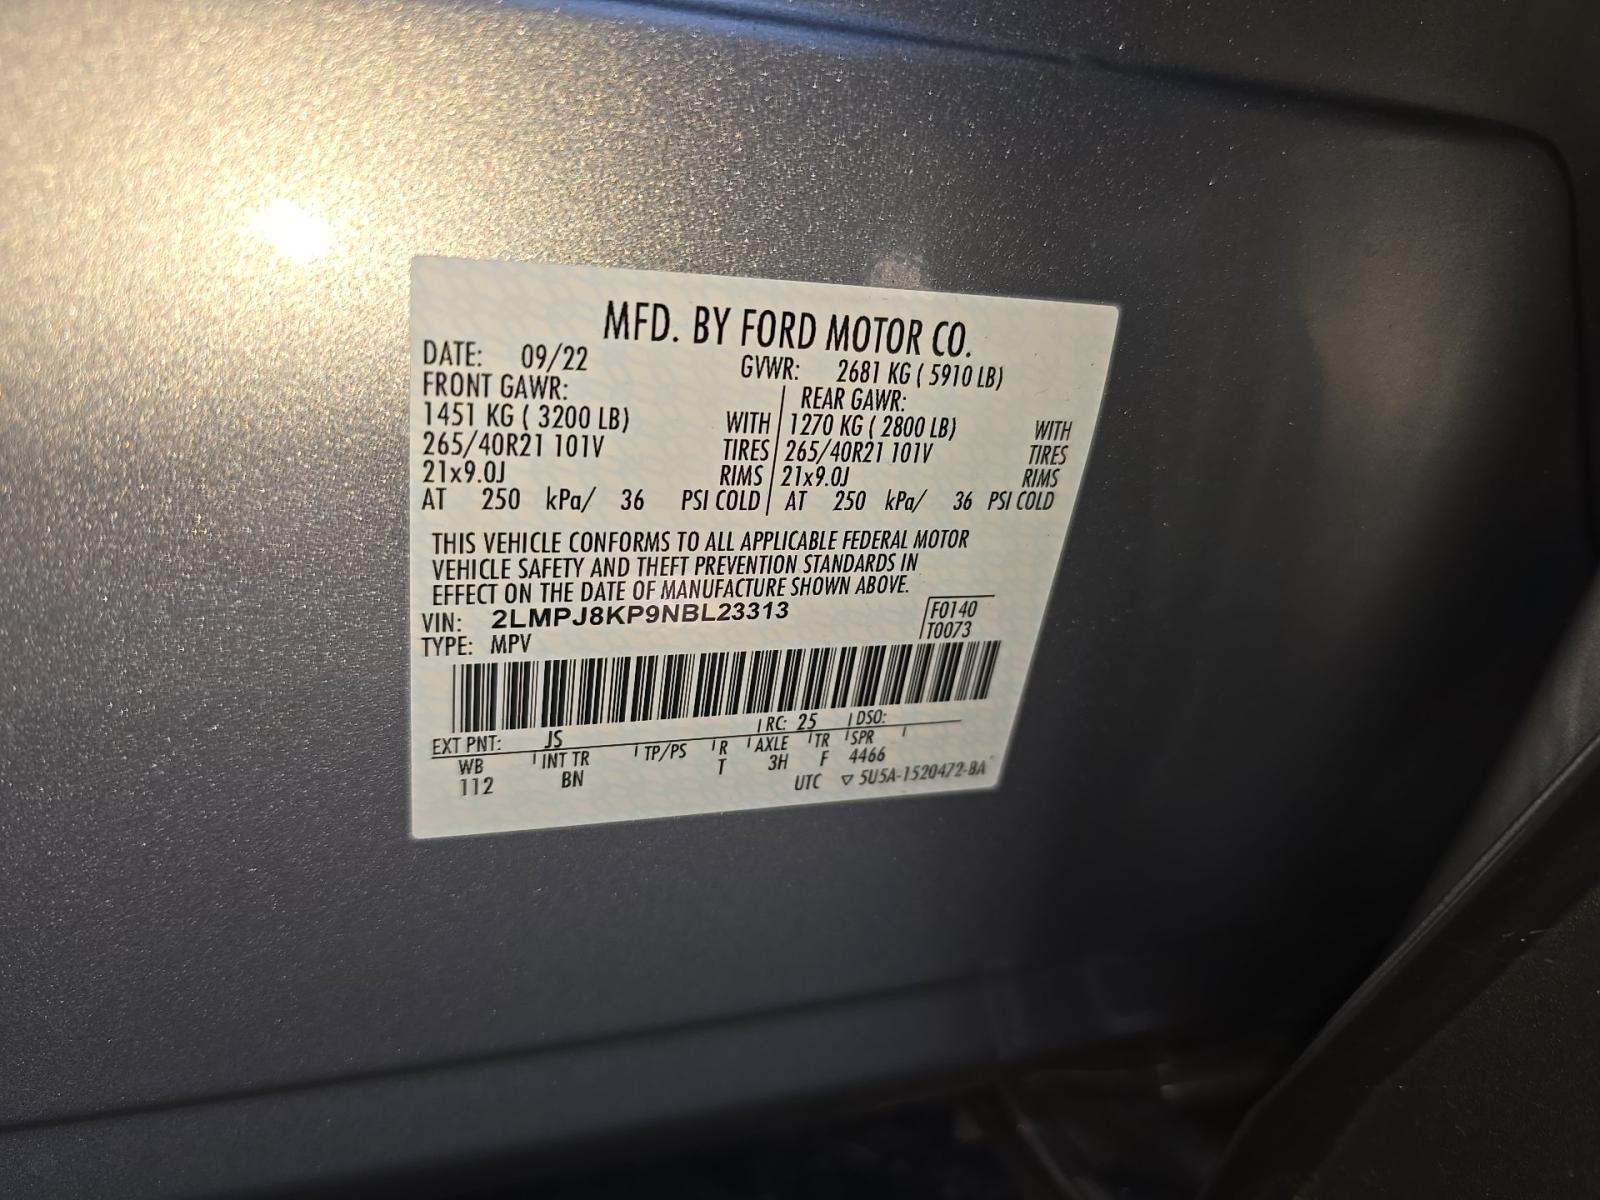 MFD. BY FORD MOTOR CO.
DATE: 09/22 GVWR: 2681 KG ( 5910 LB)
FRONT GAWR: REAR GAWR:
1451 KG ( 3200 LB) WITH 1270 KG ( 2800 LB) WITH
265/40R21 101V TIRES 265/40R21 101V TIRES
21x9.0J RIMS 21x9.0J RIMS
AT 250 kPa/ 36 PSI COLD AT 250 kPa/ 36 PSI COLD
THIS VEHICLE CONFORMS TO ALL APPLICABLE FEDERAL MOTOR
VEHICLE SAFETY AND THEFT PREVENTION STANDARDS IN
EFFECT ON THE DATE OF MANUFACTURE SHOWN ABOVE.
VIN: 2LMPJ8KP9NBL23313 F0140
TYPE: MPV T0073
EXT PNT: JS RC: 25 DSO:
WB INT TR TP/PS R AXLE TR SPR
112 BN T 3H F 4466
UTC ▽ 5U5A-1520472-BA